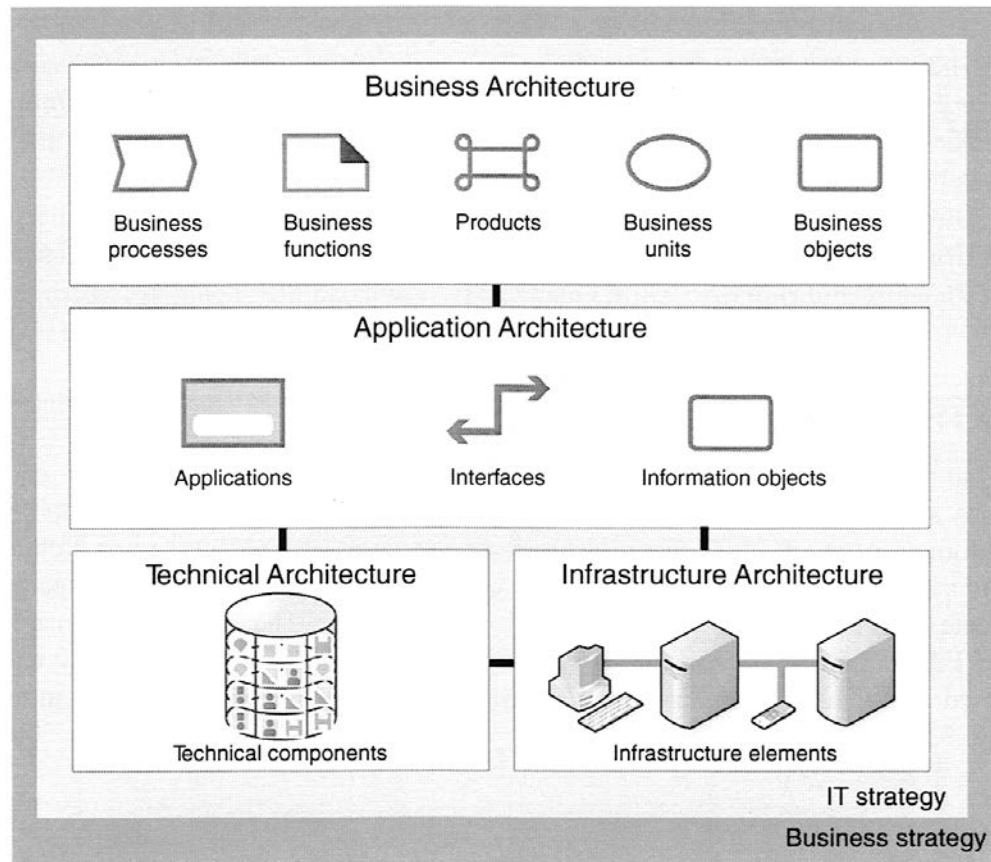 Business Architecture
Business
processes
Business
functions
Products
Business
units
Business
objects
Application Architecture
Applications
Interfaces
Information objects
Technical Architecture
Technical components
Infrastructure Architecture
Infrastructure elements
IT strategy
Business strategy